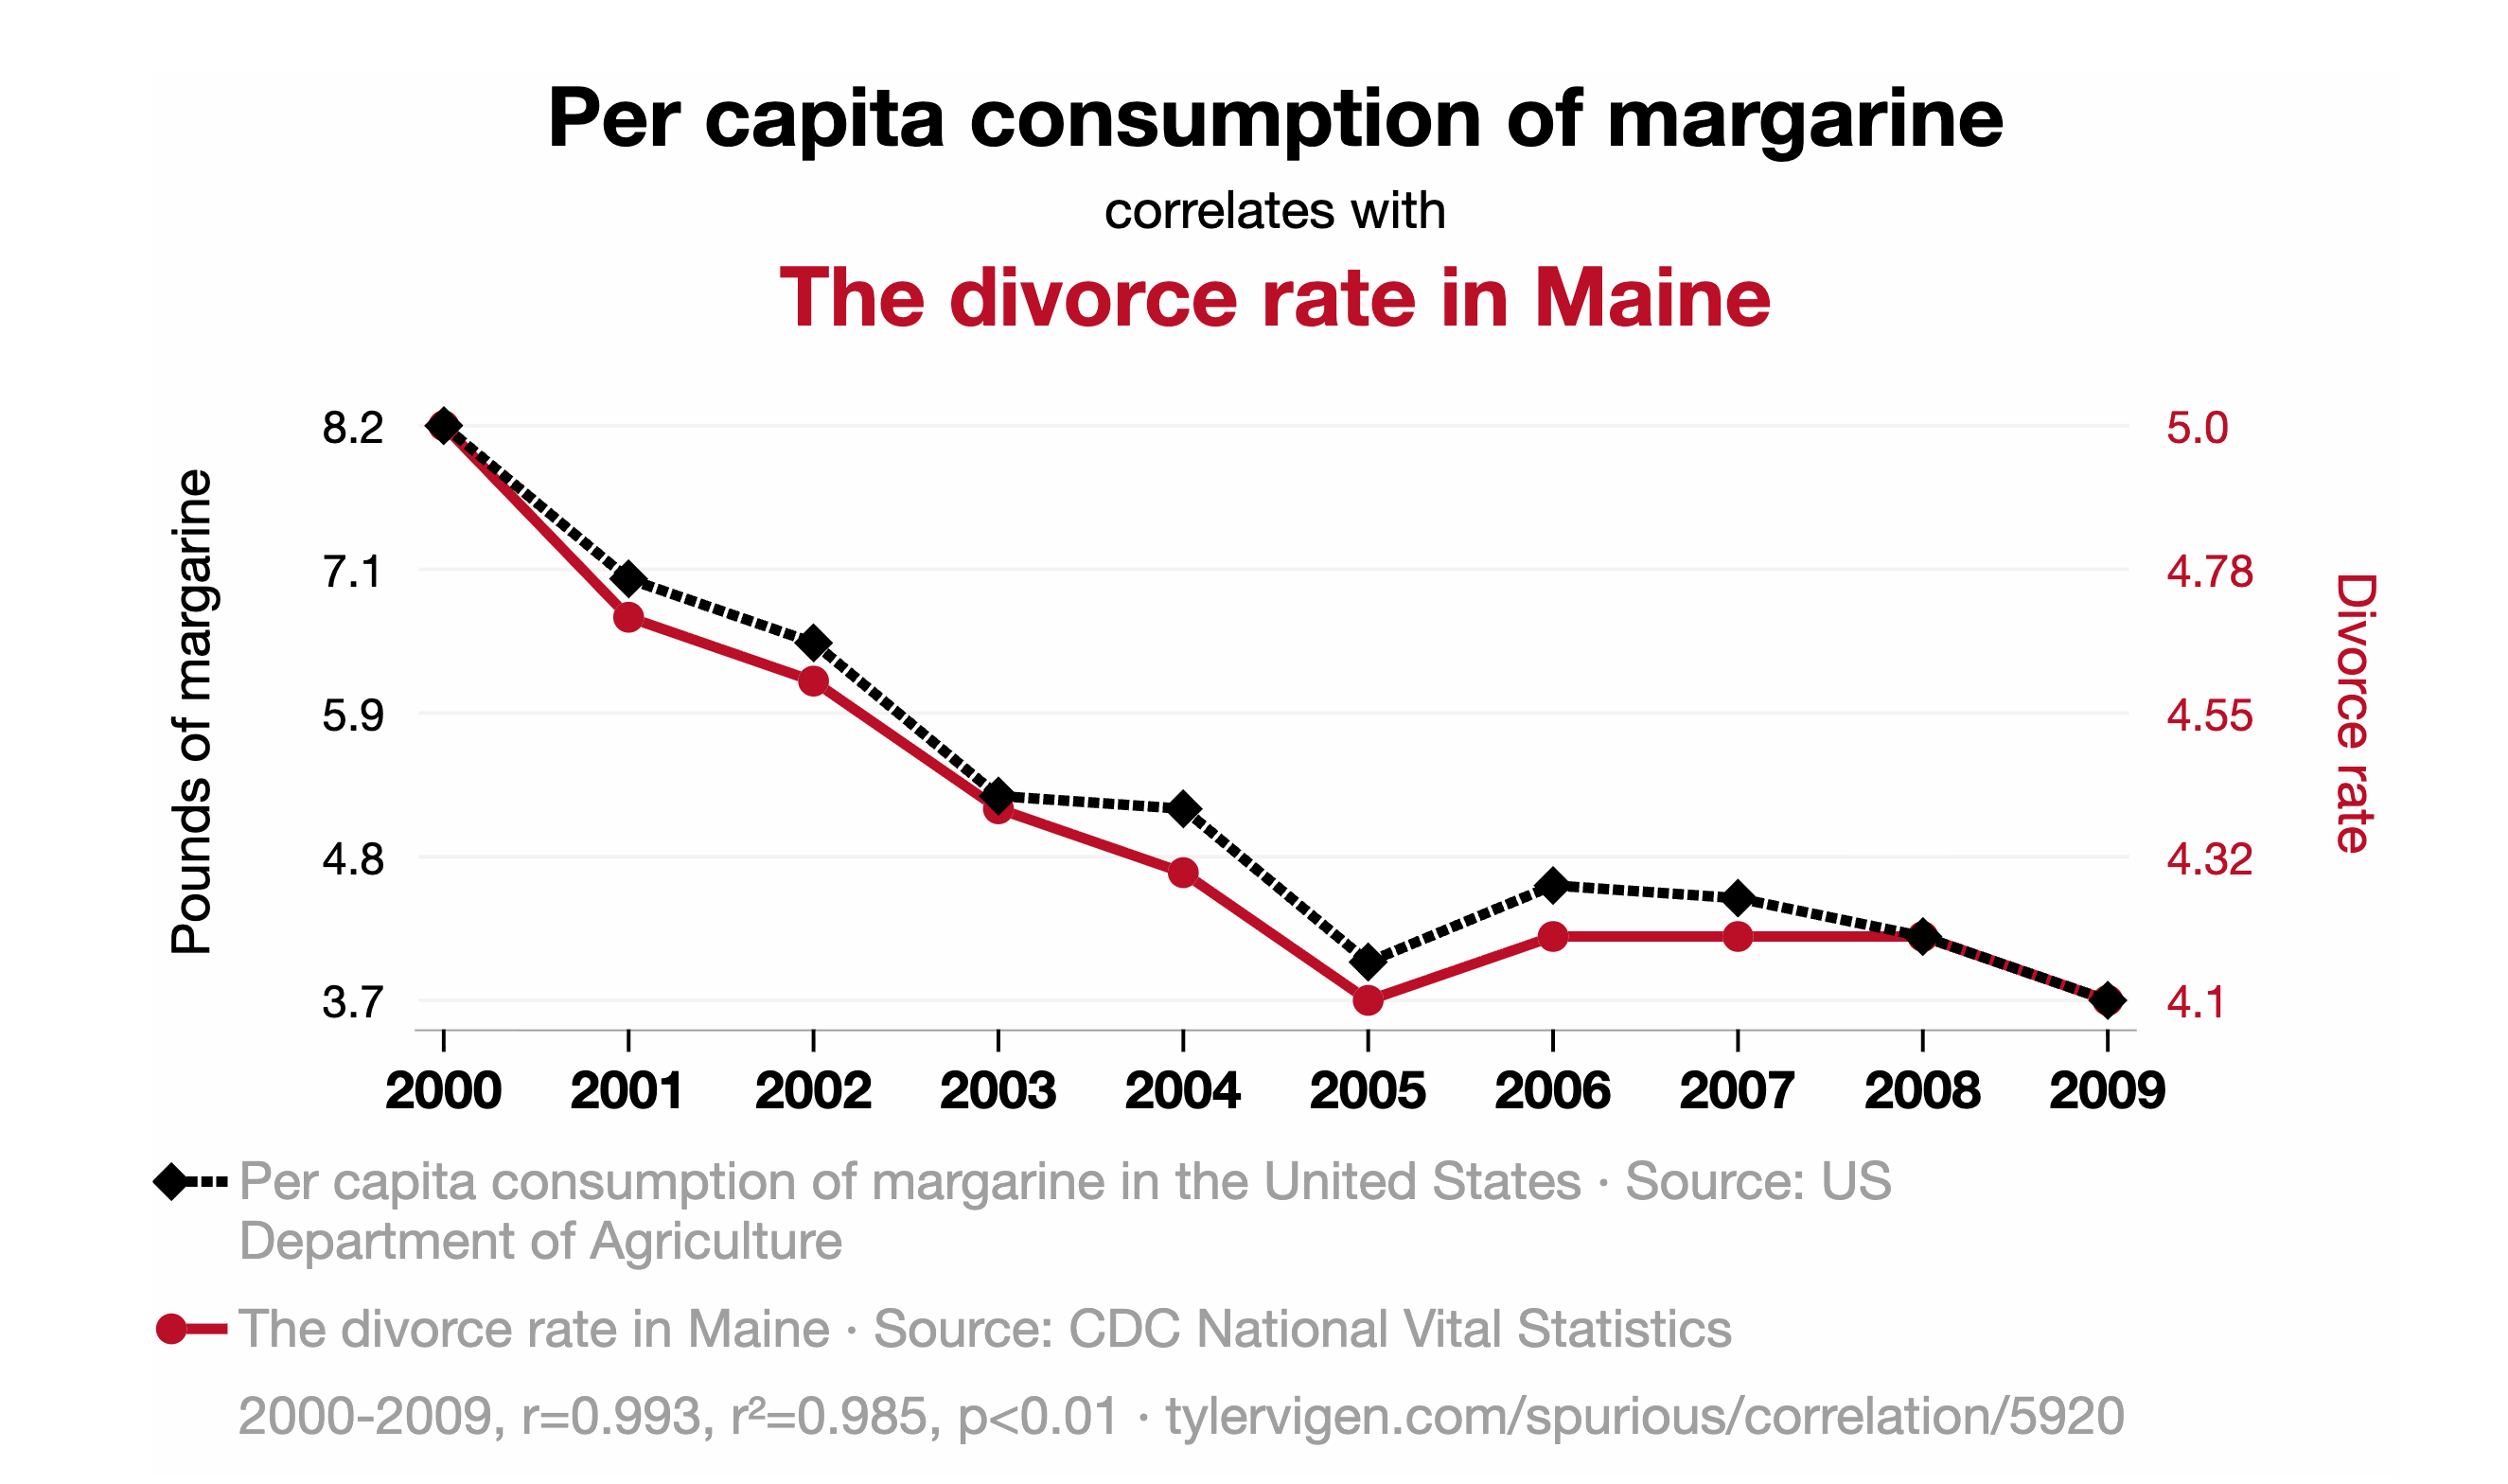 Per capita consumption of margarine
correlates with
The divorce rate in Maine
8.2
7.1
5.9
4.8
3.7
Pounds of margarine
5.0
4.78
4.55
4.32
4.1
Divorce rate
2000 2001 2002 2003 2004 2005 2006 2007 2008 2009
Per capita consumption of margarine in the United States · Source: US
Department of Agriculture
The divorce rate in Maine · Source: CDC National Vital Statistics
2000-2009, r=0.993, r²=0.985, p<0.01 · tylervigen.com/spurious/correlation/5920